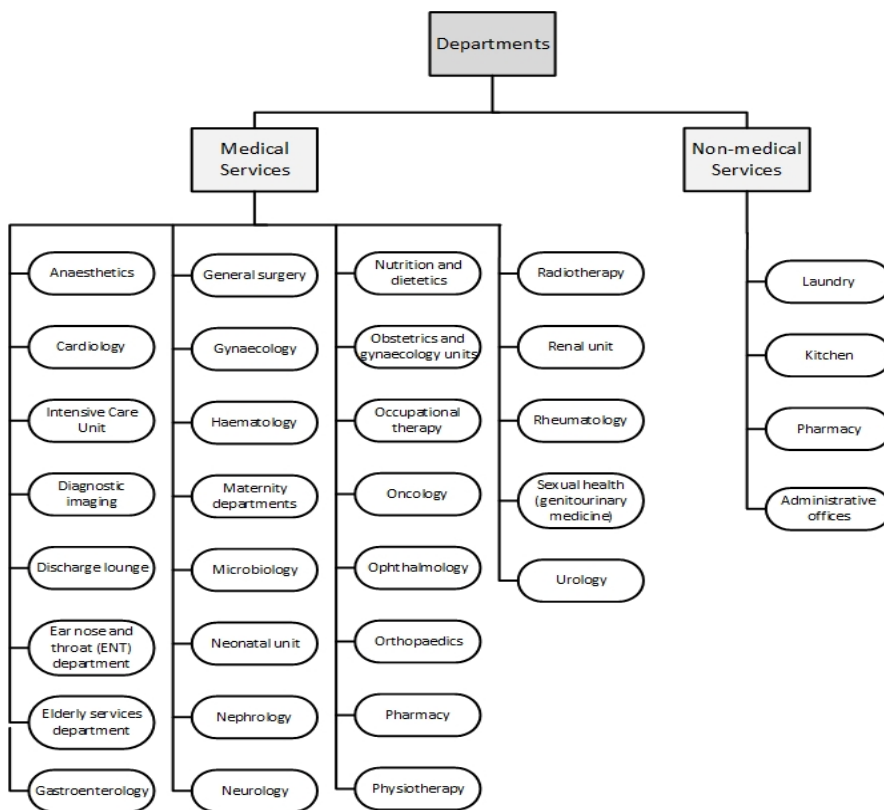 Departments
Medical
Services
Non-medical
Services
Anaesthetics
Cardiology
Intensive Care
Unit
Diagnostic
imaging
Discharge lounge
Ear nose and
throat (ENT)
department
Elderly services
department
Gastroenterology
General surgery
Gynaecology
Haematology
Maternity
departments
Microbiology
Neonatal unit
Nephrology
Neurology
Nutrition and
dietetics
Obstetrics and
gynaecology units
Occupational
therapy
Oncology
Ophthalmology
Orthopaedics
Pharmacy
Physiotherapy
Radiotherapy
Renal unit
Rheumatology
Sexual health
(genitourinary
medicine)
Urology
Laundry
Kitchen
Pharmacy
Administrative
offices